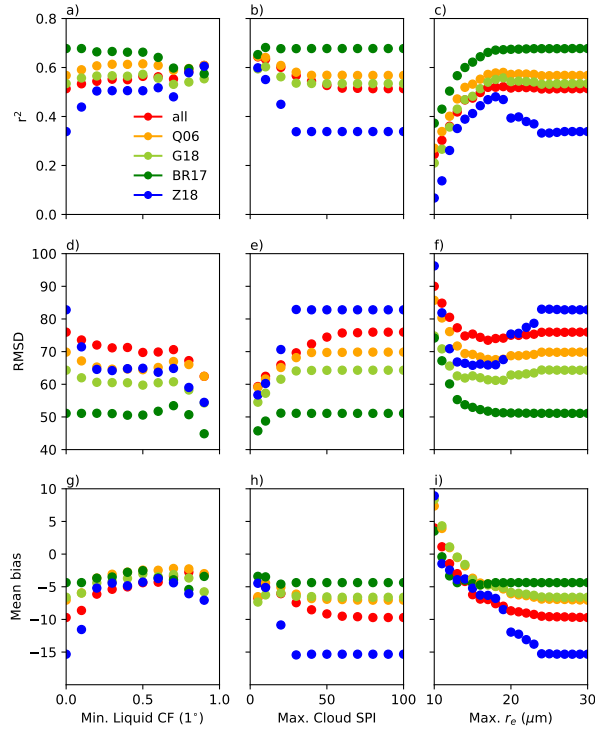 a)
b)
c)
0.8
0.6
0.4
0.2
0.0
r²
all
Q06
G18
BR17
Z18
d)
e)
f)
100
90
80
70
60
50
40
RMSD
g)
h)
i)
10
5
0
−5
−10
−15
Mean bias
0.0 0.5 1.0
0 50 100
10 20 30
Min. Liquid CF (1°)
Max. Cloud SPI
Max. rₑ (μm)